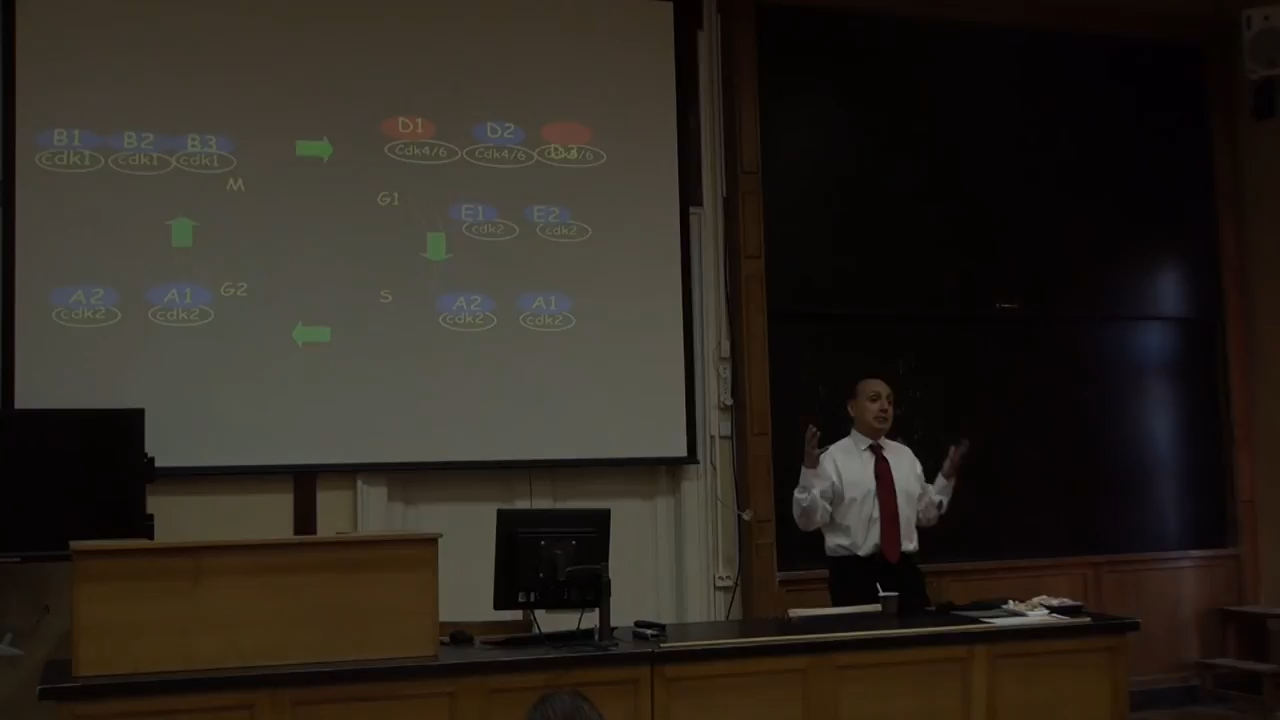 B1 B2 B3
cdk1 cdk1 cdk1
M
D1 D2 D3
Cdk4/6 Cdk4/6
G1
E1 E2
cdk2 cdk2
A2 A1 G2
cdk2 cdk2
S
A2 A1
cdk2 cdk2